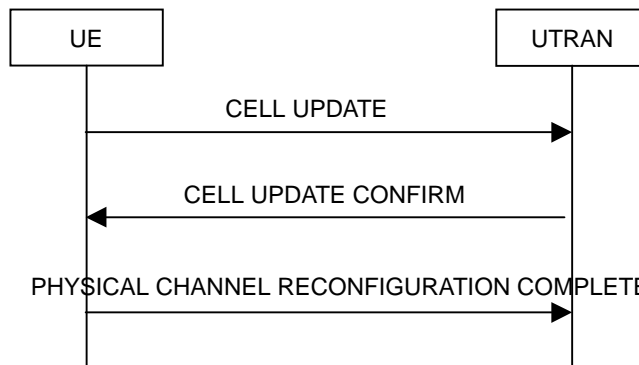 UE
UTRAN
CELL UPDATE
CELL UPDATE CONFIRM
PHYSICAL CHANNEL RECONFIGURATION COMPLETE